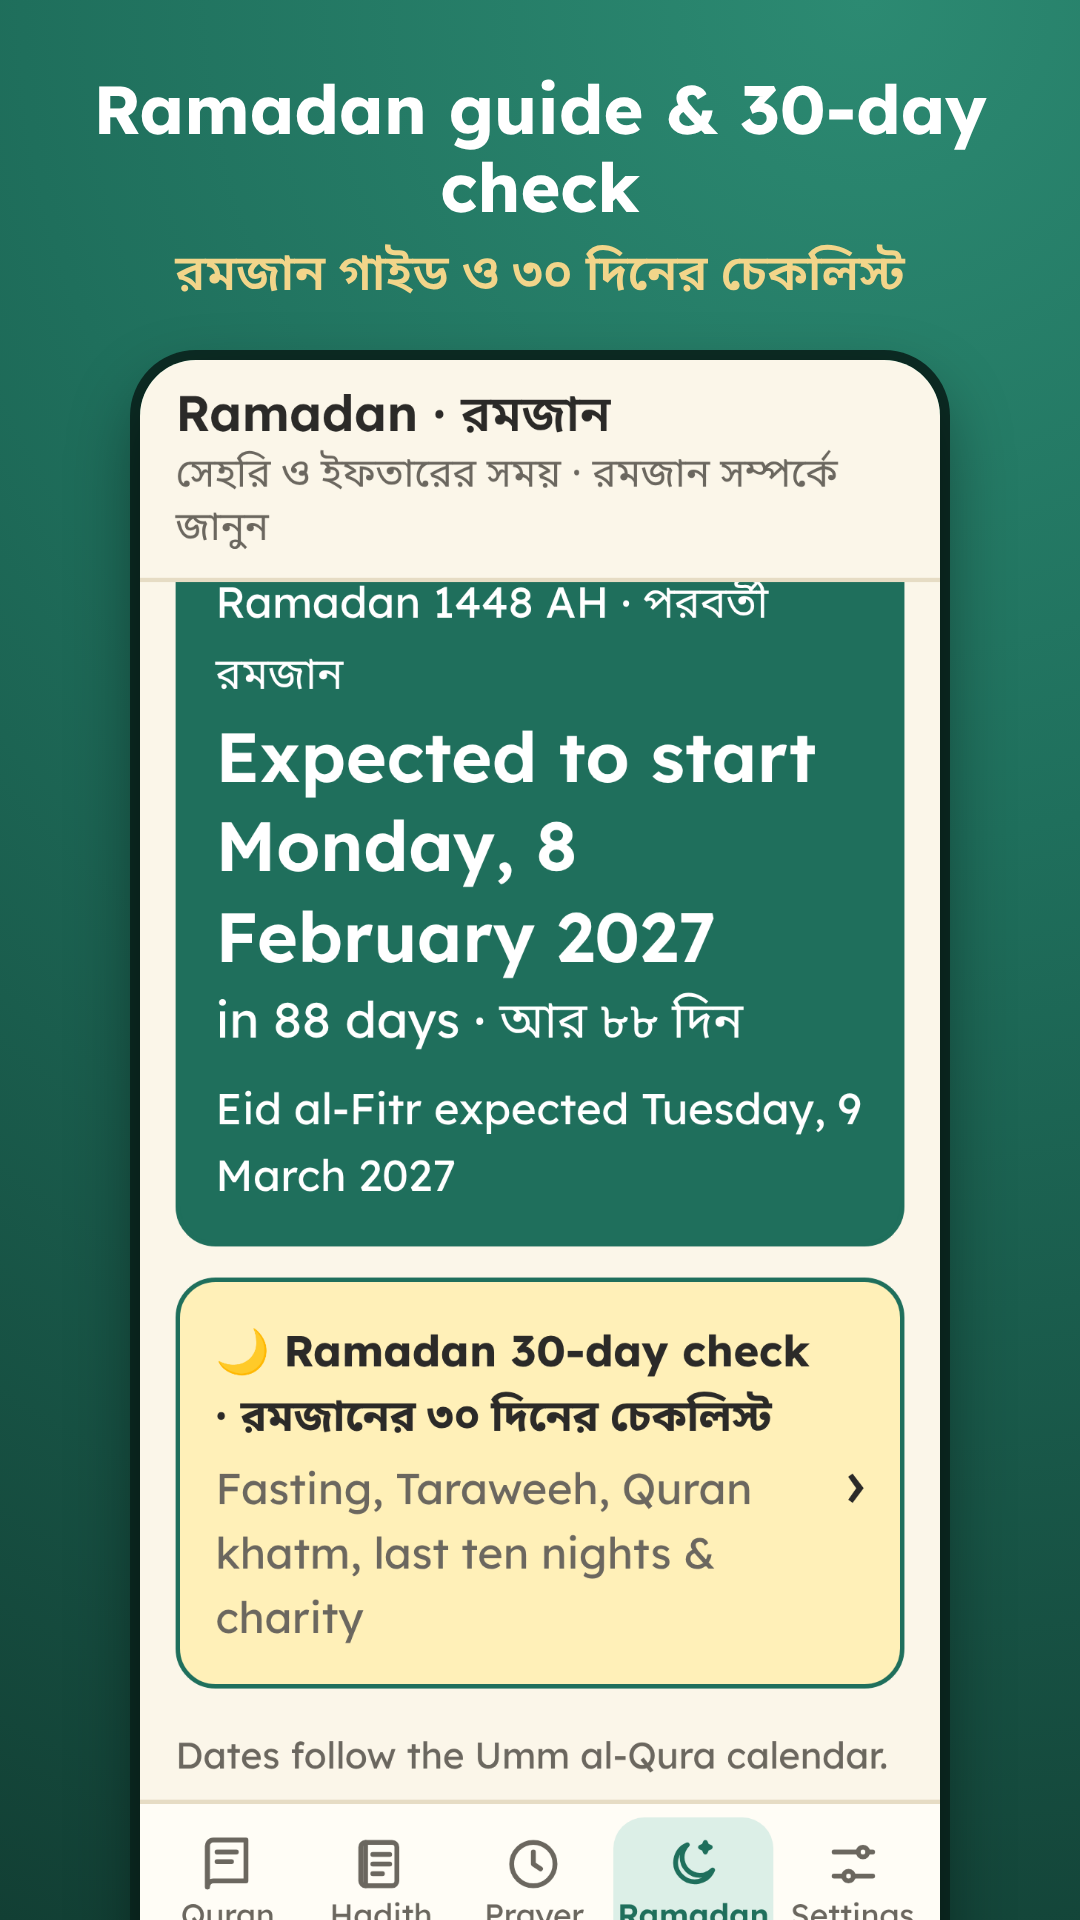 Ramadan guide & 30-day
check
রমজান গাইড ও ৩০ দিনের চেকলিস্ট
Ramadan · রমজান
সেহরি ও ইফতারের সময় · রমজান সম্পর্কে
জানুন
Ramadan 1448 AH · পরবর্তী
রমজান
Expected to start
Monday, 8
February 2027
in 88 days · আর ৮৮ দিন
Eid al-Fitr expected Tuesday, 9
March 2027
🌙 Ramadan 30-day check
· রমজানের ৩০ দিনের চেকলিস্ট
Fasting, Taraweeh, Quran
khatm, last ten nights &
charity
›
Dates follow the Umm al-Qura calendar.
Quran Hadith Prayer Ramadan Settings